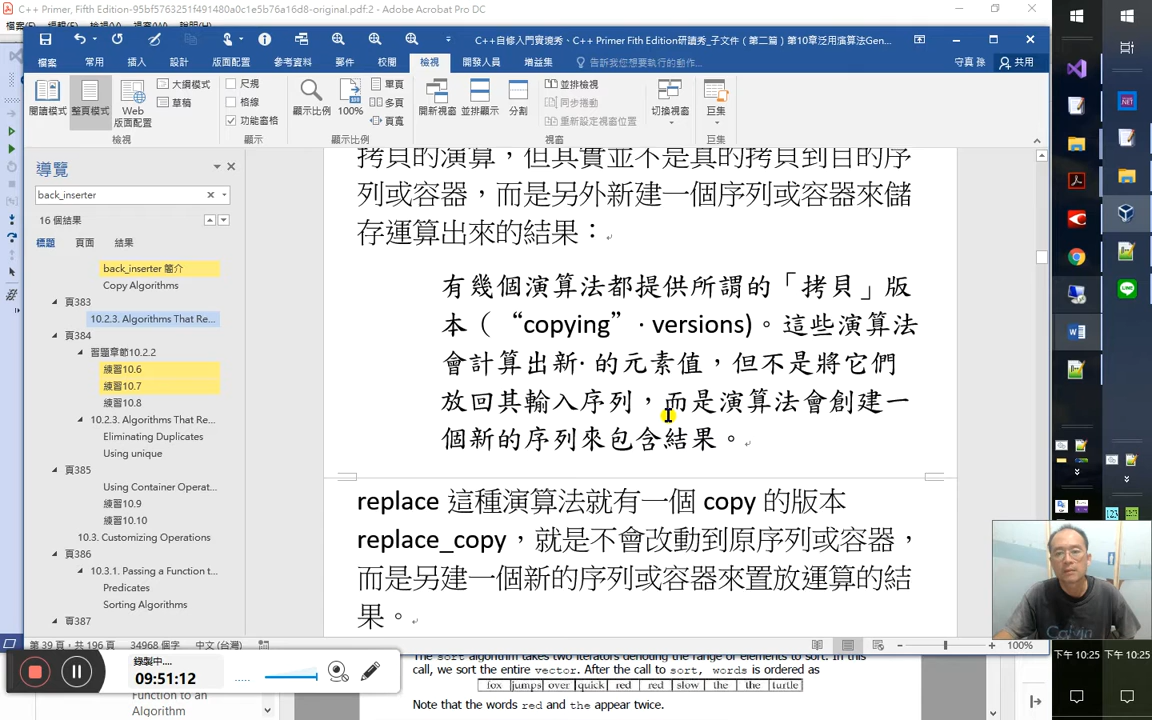 C++ Primer, Fifth Edition-95bf5763251f491480a0c1e5b76a16d8-original.pdf:2 - Adobe Acrobat Pro DC
C++自修入門實境秀、C++ Primer Fith Edition研讀秀_子文件（第二篇）第10章泛用演算法Gen...
檔案 常用 插入 設計 版面配置 參考資料 郵件 校閱 檢視 開發人員 增益集 告訴我您想要執行的動作... 守真 孫 共用
閱讀模式 整頁模式 Web 版面配置 大綱模式 草稿
檢視
尺規 格線 功能窗格
顯示
顯示比例 100% 單頁 多頁 頁寬
顯示比例
開新視窗 並排顯示 分割 並排檢視 同步捲動 重新設定視窗位置 切換視窗
視窗
巨集
巨集
導覽
back_inserter
16 個結果
標題 頁面 結果
back_inserter 簡介
Copy Algorithms
頁383
10.2.3. Algorithms That Re...
頁384
習題章節10.2.2
練習10.6
練習10.7
練習10.8
10.2.3. Algorithms That Re...
Eliminating Duplicates
Using unique
頁385
Using Container Operat...
練習10.9
練習10.10
10.3. Customizing Operations
頁386
10.3.1. Passing a Function t...
Predicates
Sorting Algorithms
頁387
拷貝的演算，但其實並不是真的拷貝到目的序
列或容器，而是另外新建一個序列或容器來儲
存運算出來的結果：
有幾個演算法都提供所謂的「拷貝」版
本（ “copying” versions)。這些演算法
會計算出新 的元素值，但不是將它們
放回其輸入序列，而是演算法會創建一
個新的序列來包含結果。
replace 這種演算法就有一個 copy 的版本
replace_copy，就是不會改動到原序列或容器，
而是另建一個新的序列或容器來置放運算的結
果。
第 39 頁，共 196 頁 34968 個字 中文 (台灣)
100%
錄製中....
09:51:12
Function to an
Algorithm
The sort algorithm takes two iterators denoting the range of elements to sort. In this
call, we sort the entire vector. After the call to sort, words is ordered as
fox jumps over quick red red slow the the turtle
Note that the words red and the appear twice.
下午 10:25 下午 10:25